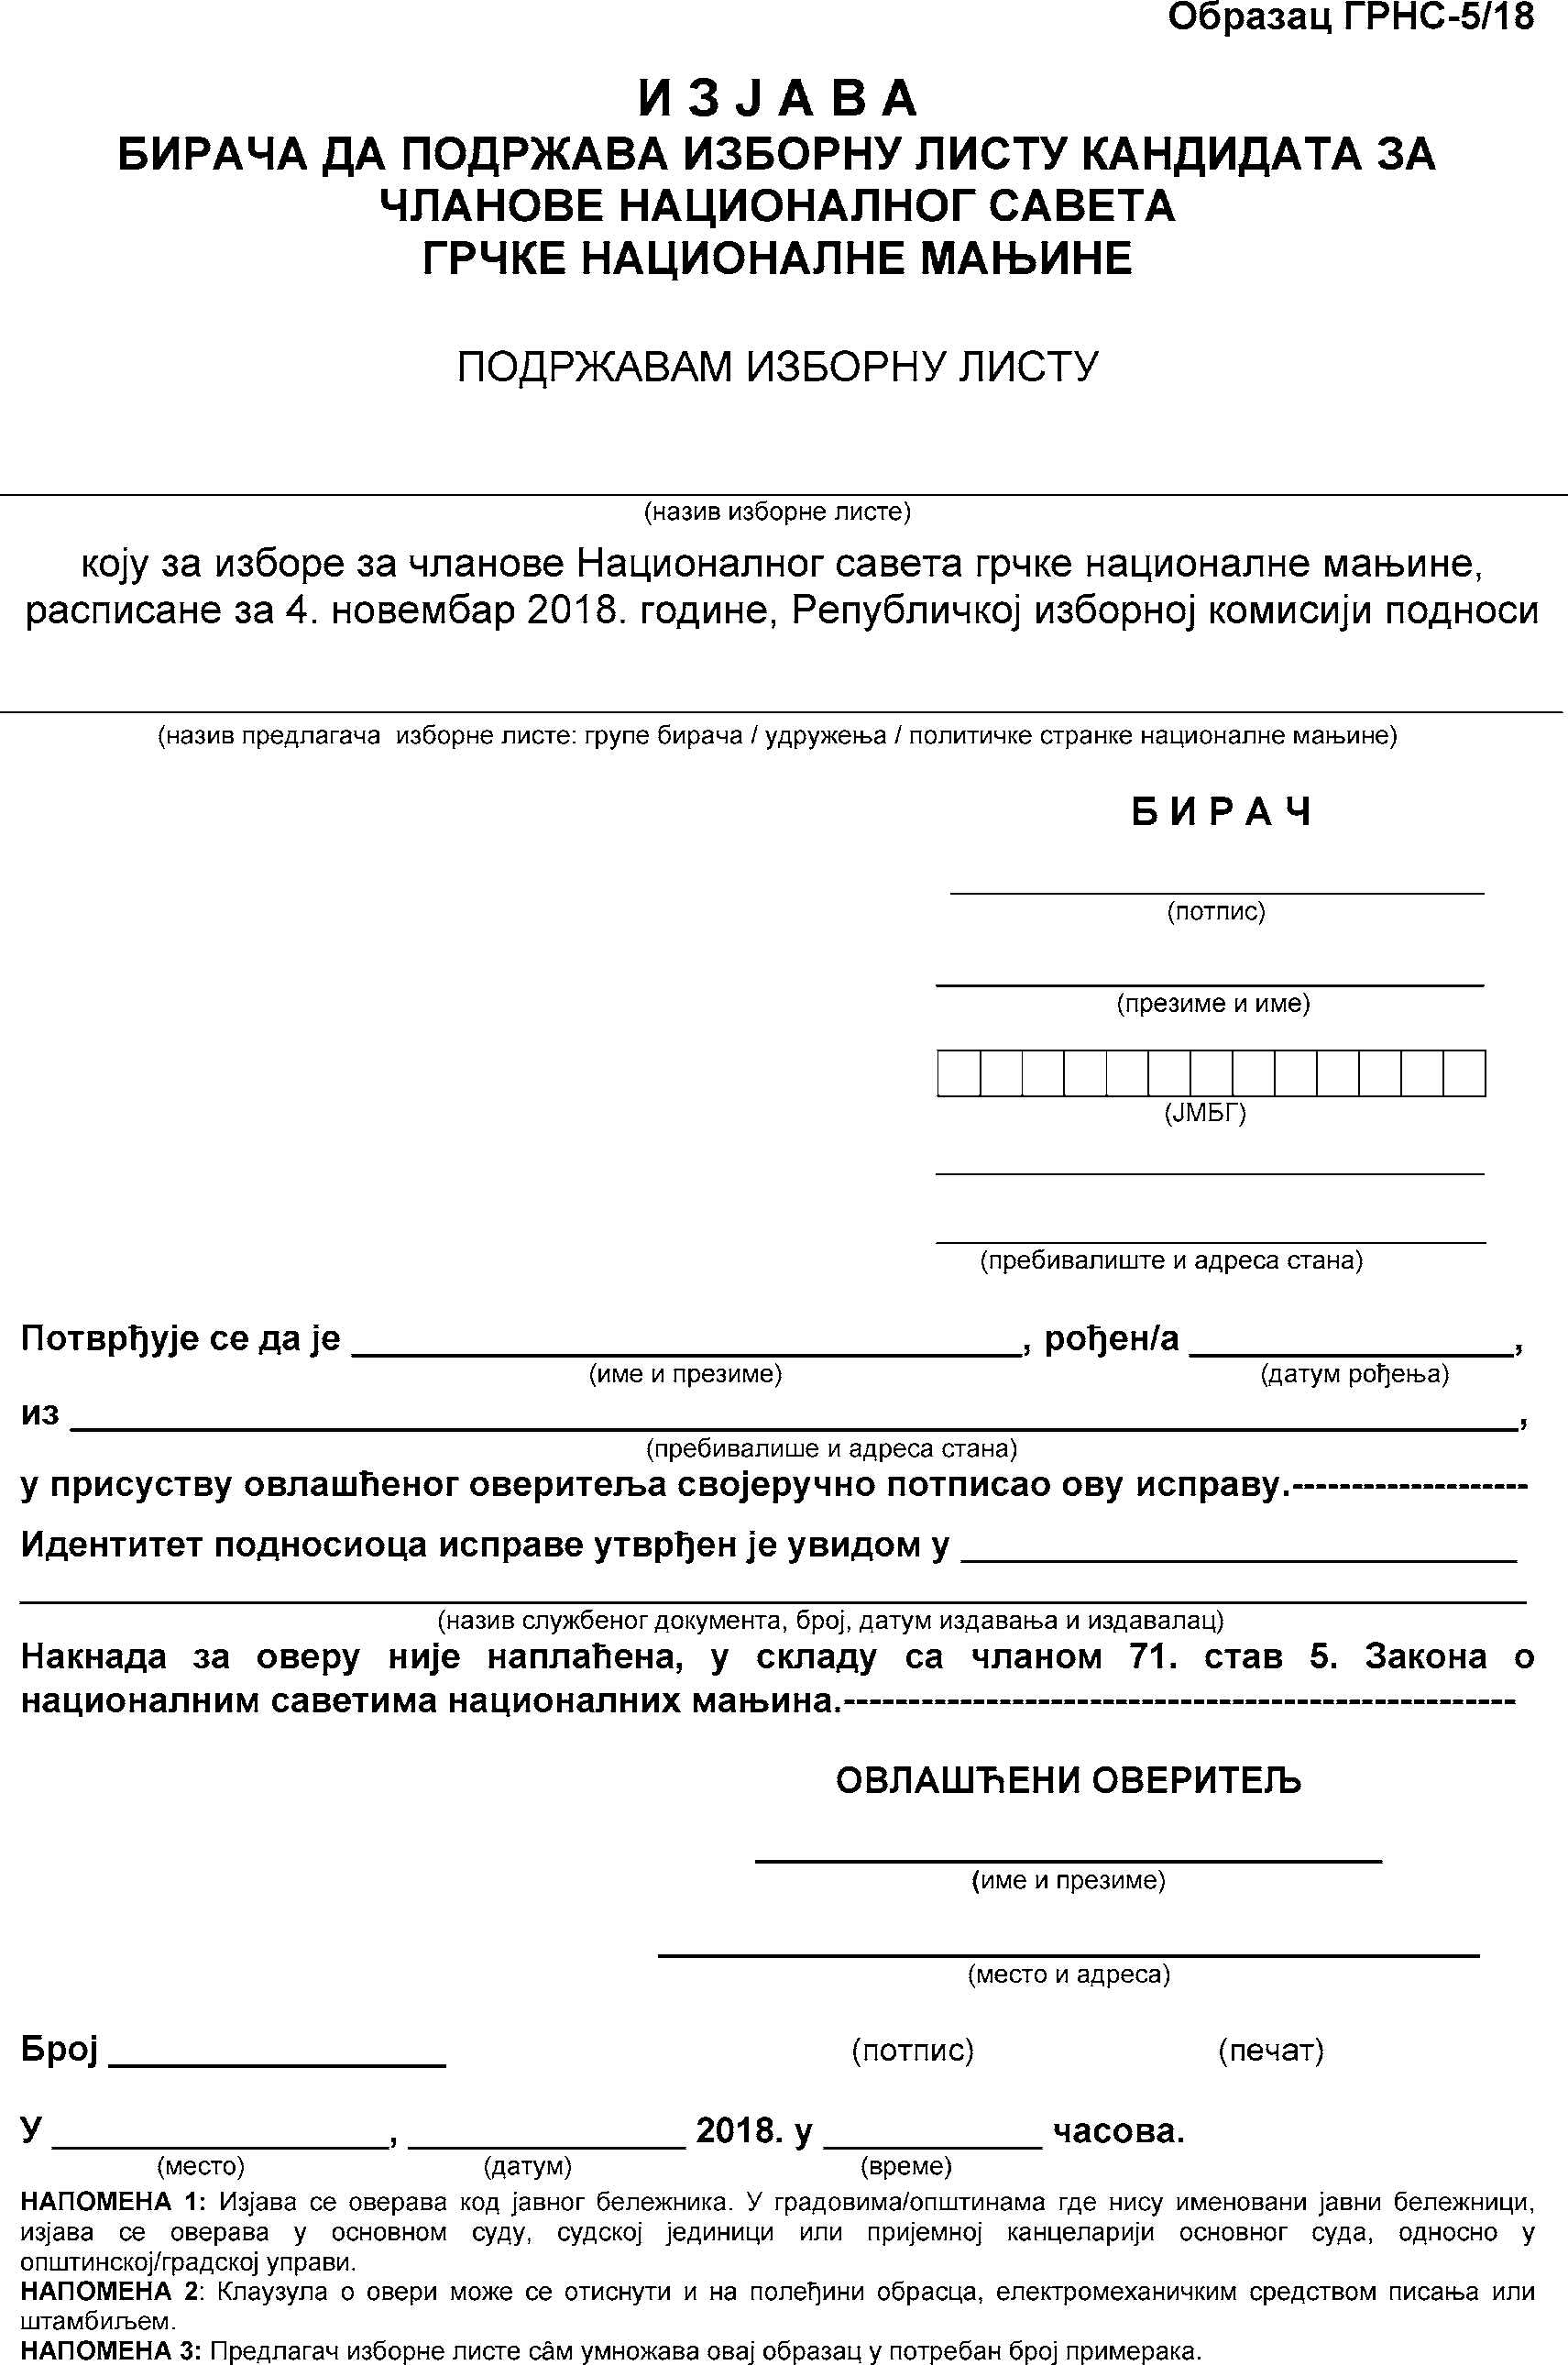 Образац ГРНС-5/18
И З Ј А В А
БИРАЧА ДА ПОДРЖАВА ИЗБОРНУ ЛИСТУ КАНДИДАТА ЗА
ЧЛАНОВЕ НАЦИОНАЛНОГ САВЕТА
ГРЧКЕ НАЦИОНАЛНЕ МАЊИНЕ
ПОДРЖАВАМ ИЗБОРНУ ЛИСТУ
(назив изборне листе)
коју за изборе за чланове Националног савета грчке националне мањине,
расписане за 4. новембар 2018. године, Републичкој изборној комисији подноси
(назив предлагача изборне листе: групе бирача / удружења / политичке странке националне мањине)
Б И Р А Ч
(потпис)
(презиме и име)
(ЈМБГ)
(пребивалиште и адреса стана)
Потврђује се да је ____________________, рођен/а __________,
(име и презиме) (датум рођења)
из ____________________,
(пребивалише и адреса стана)
у присуству овлашћеног оверитеља својеручно потписао ову исправу.--------------------
Идентитет подносиоца исправе утврђен је увидом у ____________________
(назив службеног документа, број, датум издавања и издавалац)
Накнада за оверу није наплаћена, у складу са чланом 71. став 5. Закона о
националним саветима националних мањина.----------------------------------------------------
ОВЛАШЋЕНИ ОВЕРИТЕЉ
(име и презиме)
(место и адреса)
Број __________ (потпис) (печат)
У __________, __________ 2018. у __________ часова.
(место) (датум) (време)
НАПОМЕНА 1: Изјава се оверава код јавног бележника. У градовима/општинама где нису именовани јавни бележници,
изјава се оверава у основном суду, судској јединици или пријемној канцеларији основног суда, односно у
општинској/градској управи.
НАПОМЕНА 2: Клаузула о овери може се отиснути и на полеђини обрасца, електромеханичким средством писања или
штамбиљем.
НАПОМЕНА 3: Предлагач изборне листе сâм умножава овај образац у потребан број примерака.